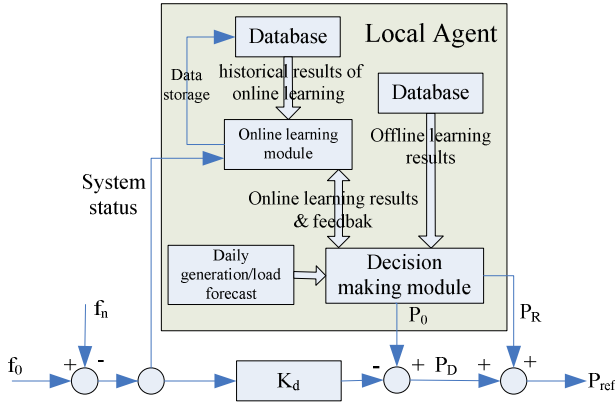 Local Agent
Database
Data
storage
historical results of
online learning
Database
Online learning
module
Offline learning
results
System
status
Online learning results
& feedbak
Daily
generation/load
forecast
Decision
making module
fn
P0
PR
f0
+
-
Kd
-
+
PD
+
+
Pref